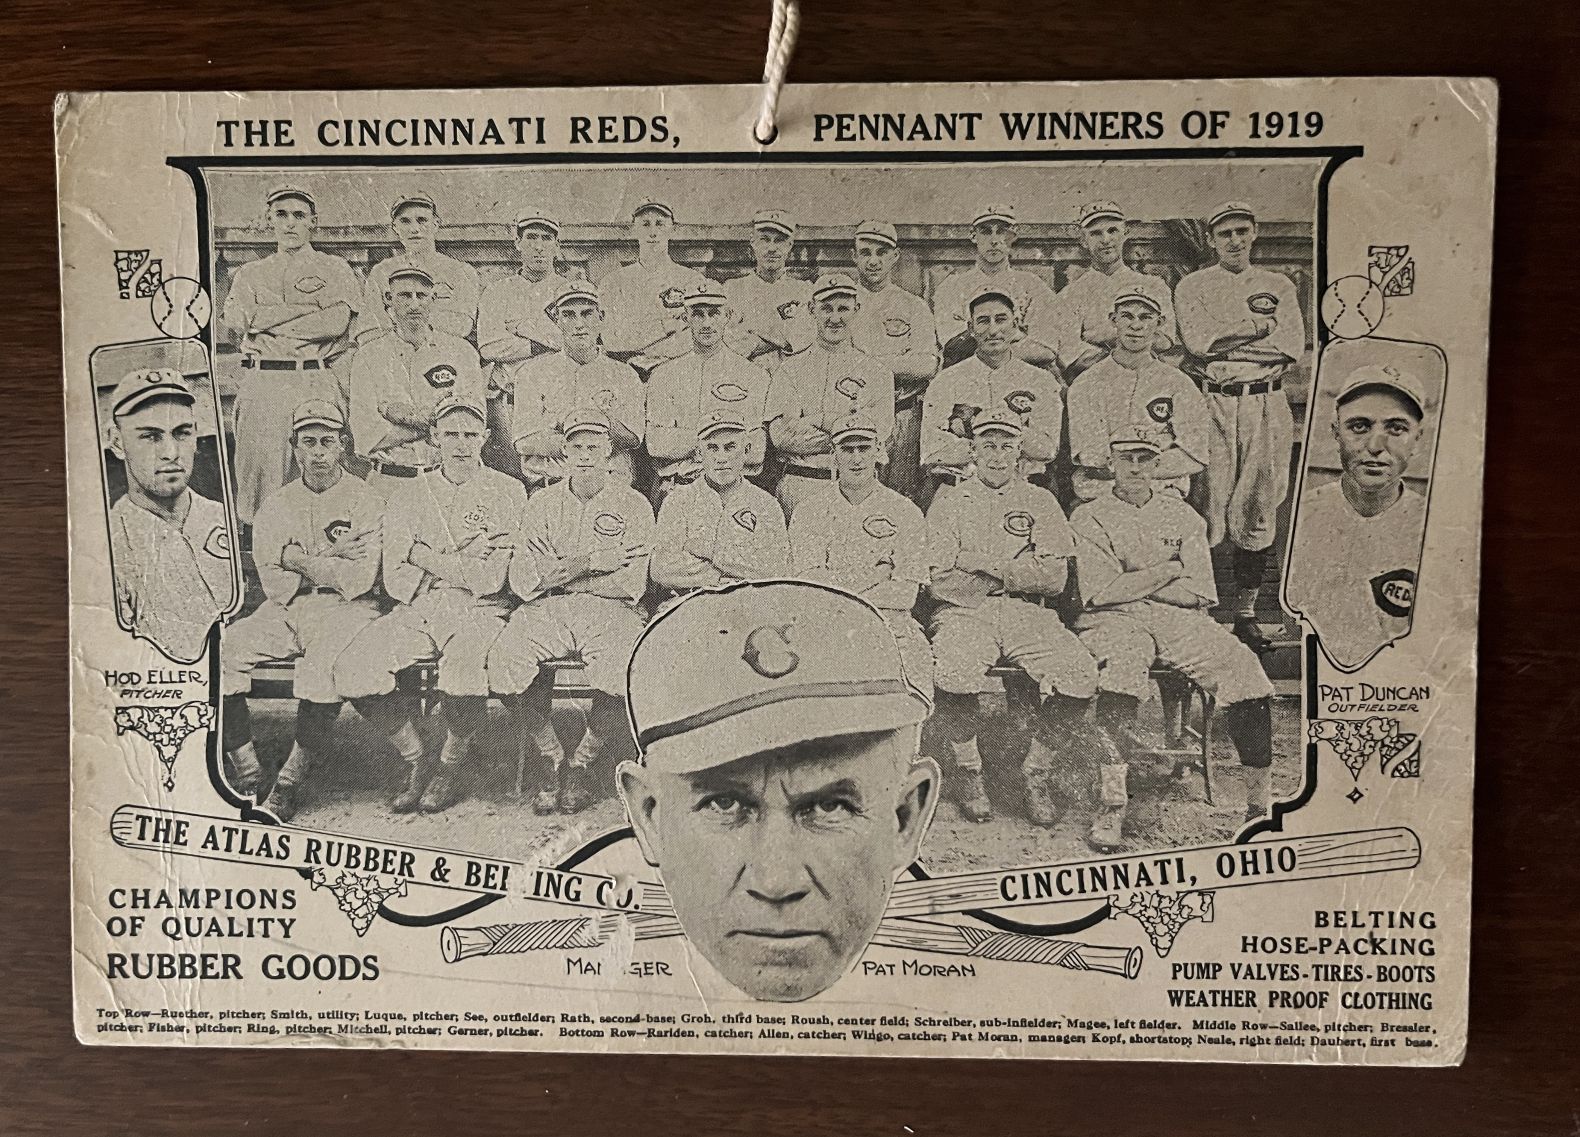 THE CINCINNATI REDS, PENNANT WINNERS OF 1919
HOD ELLER,
PITCHER
PAT DUNCAN
OUTFIELDER
THE ATLAS RUBBER & BELTING CO.
CINCINNATI, OHIO
CHAMPIONS
OF QUALITY
RUBBER GOODS
PAT MORAN
BELTING
HOSE-PACKING
PUMP VALVES-TIRES-BOOTS
WEATHER PROOF CLOTHING
Top Row—Ruether, pitcher; Smith, utility; Luque, pitcher; See, outfielder; Rath, second-base; Groh, third base; Roush, center field; Schreiber, sub-infielder; Magee, left fielder. Middle Row—Sallee, pitcher; Bressler,
pitcher; Fisher, pitcher; Ring, pitcher; Mitchell, pitcher; Gerner, pitcher. Bottom Row—Rariden, catcher; Allen, catcher; Wingo, catcher; Pat Moran, manager; Kopf, shortstop; Neale, right field; Daubert, first base.
C
C
RED
REDS